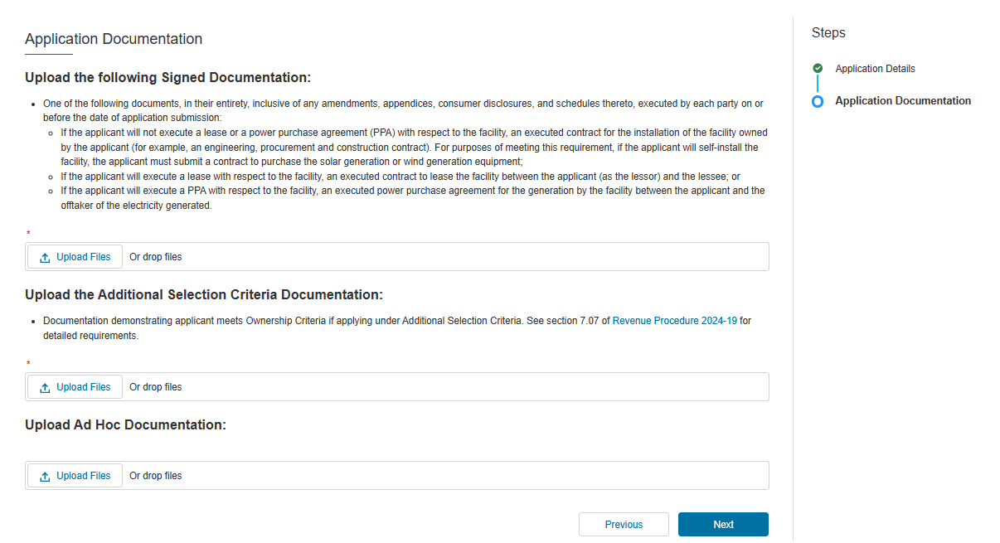 Application Documentation
Upload the following Signed Documentation:
• One of the following documents, in their entirety, inclusive of any amendments, appendices, consumer disclosures, and schedules thereto, executed by each party on or
before the date of application submission:
◦ If the applicant will not execute a lease or a power purchase agreement (PPA) with respect to the facility, an executed contract for the installation of the facility owned
by the applicant (for example, an engineering, procurement and construction contract). For purposes of meeting this requirement, if the applicant will self-install the
facility, the applicant must submit a contract to purchase the solar generation or wind generation equipment;
◦ If the applicant will execute a lease with respect to the facility, an executed contract to lease the facility between the applicant (as the lessor) and the lessee; or
◦ If the applicant will execute a PPA with respect to the facility, an executed power purchase agreement for the generation by the facility between the applicant and the
offtaker of the electricity generated.
*
Upload Files Or drop files
Upload the Additional Selection Criteria Documentation:
• Documentation demonstrating applicant meets Ownership Criteria if applying under Additional Selection Criteria. See section 7.07 of Revenue Procedure 2024-19 for
detailed requirements.
*
Upload Files Or drop files
Upload Ad Hoc Documentation:
Upload Files Or drop files
Previous Next
Steps
Application Details
Application Documentation